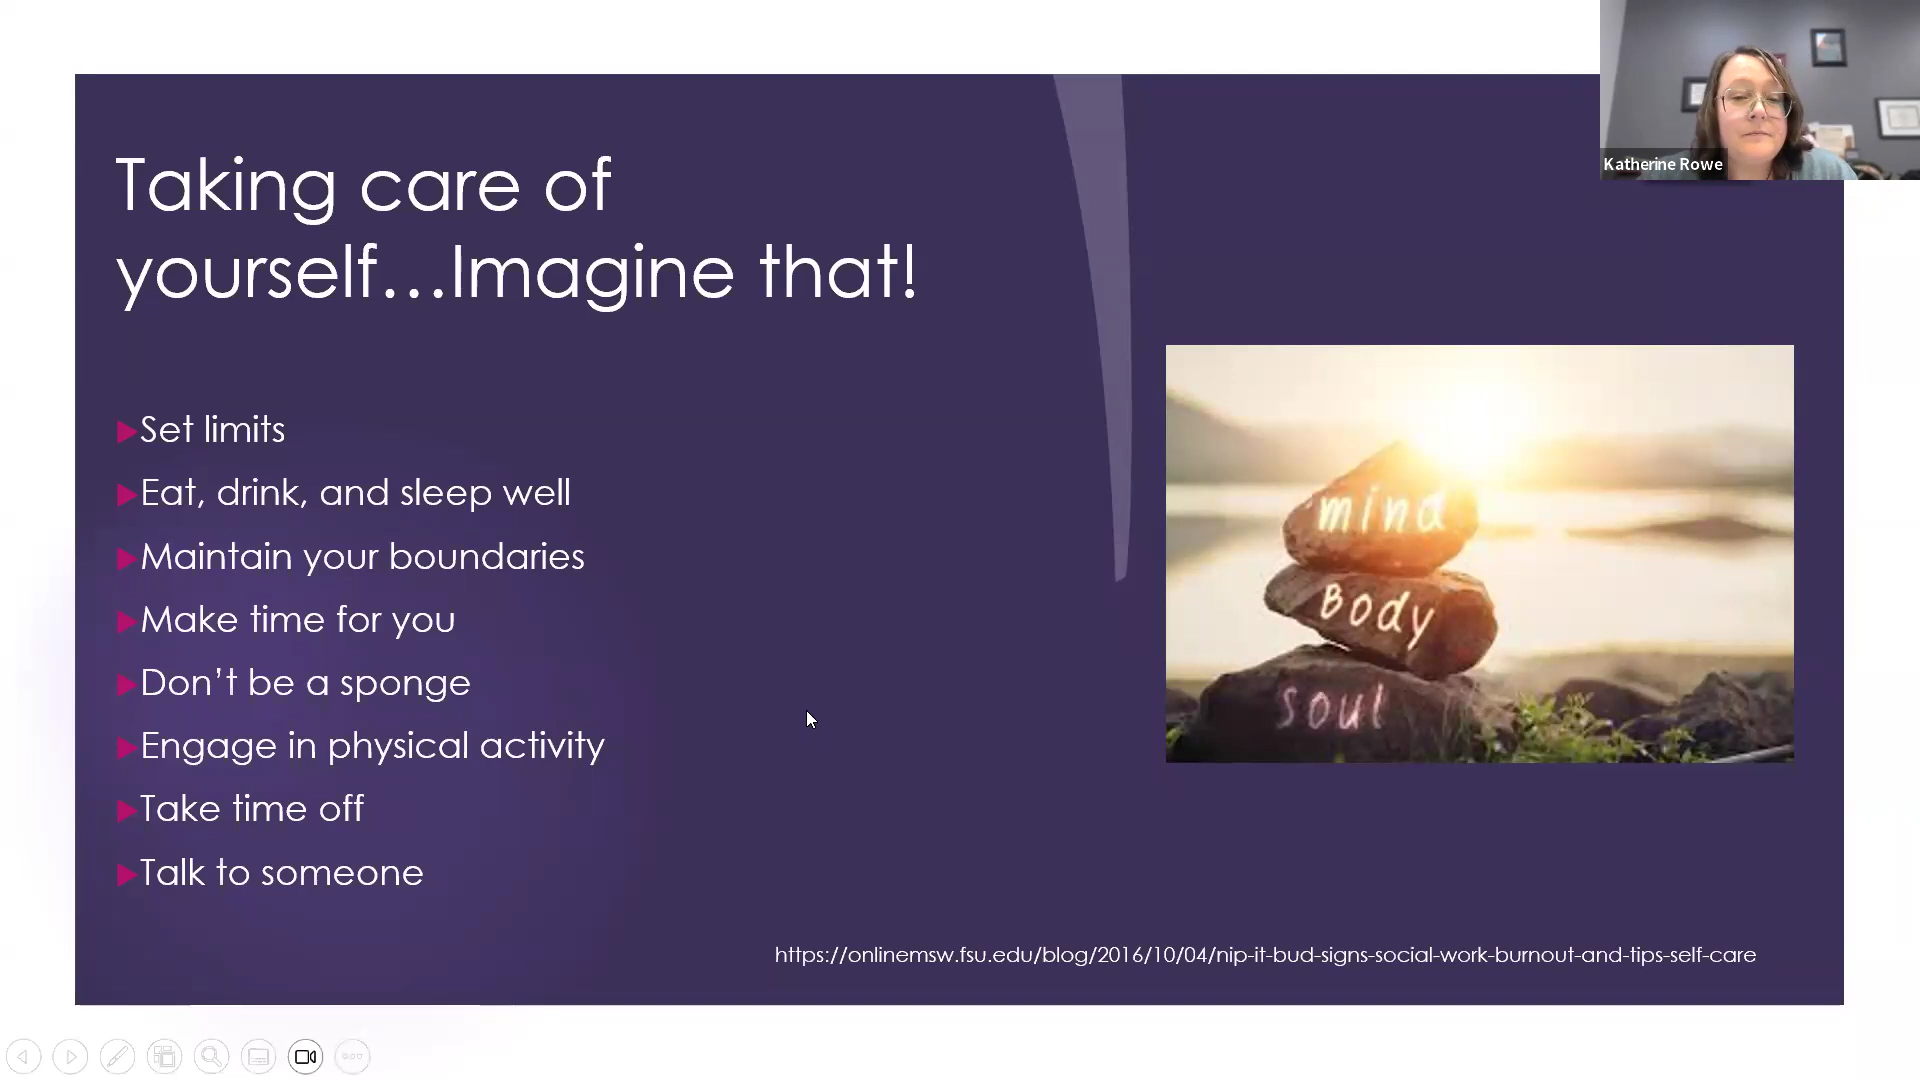 Taking care of
yourself...Imagine that!
Set limits
Eat, drink, and sleep well
Maintain your boundaries
Make time for you
Don't be a sponge
Engage in physical activity
Take time off
Talk to someone
mind
Body
soul
https://onlinemsw.fsu.edu/blog/2016/10/04/nip-it-bud-signs-social-work-burnout-and-tips-self-care
Katherine Rowe